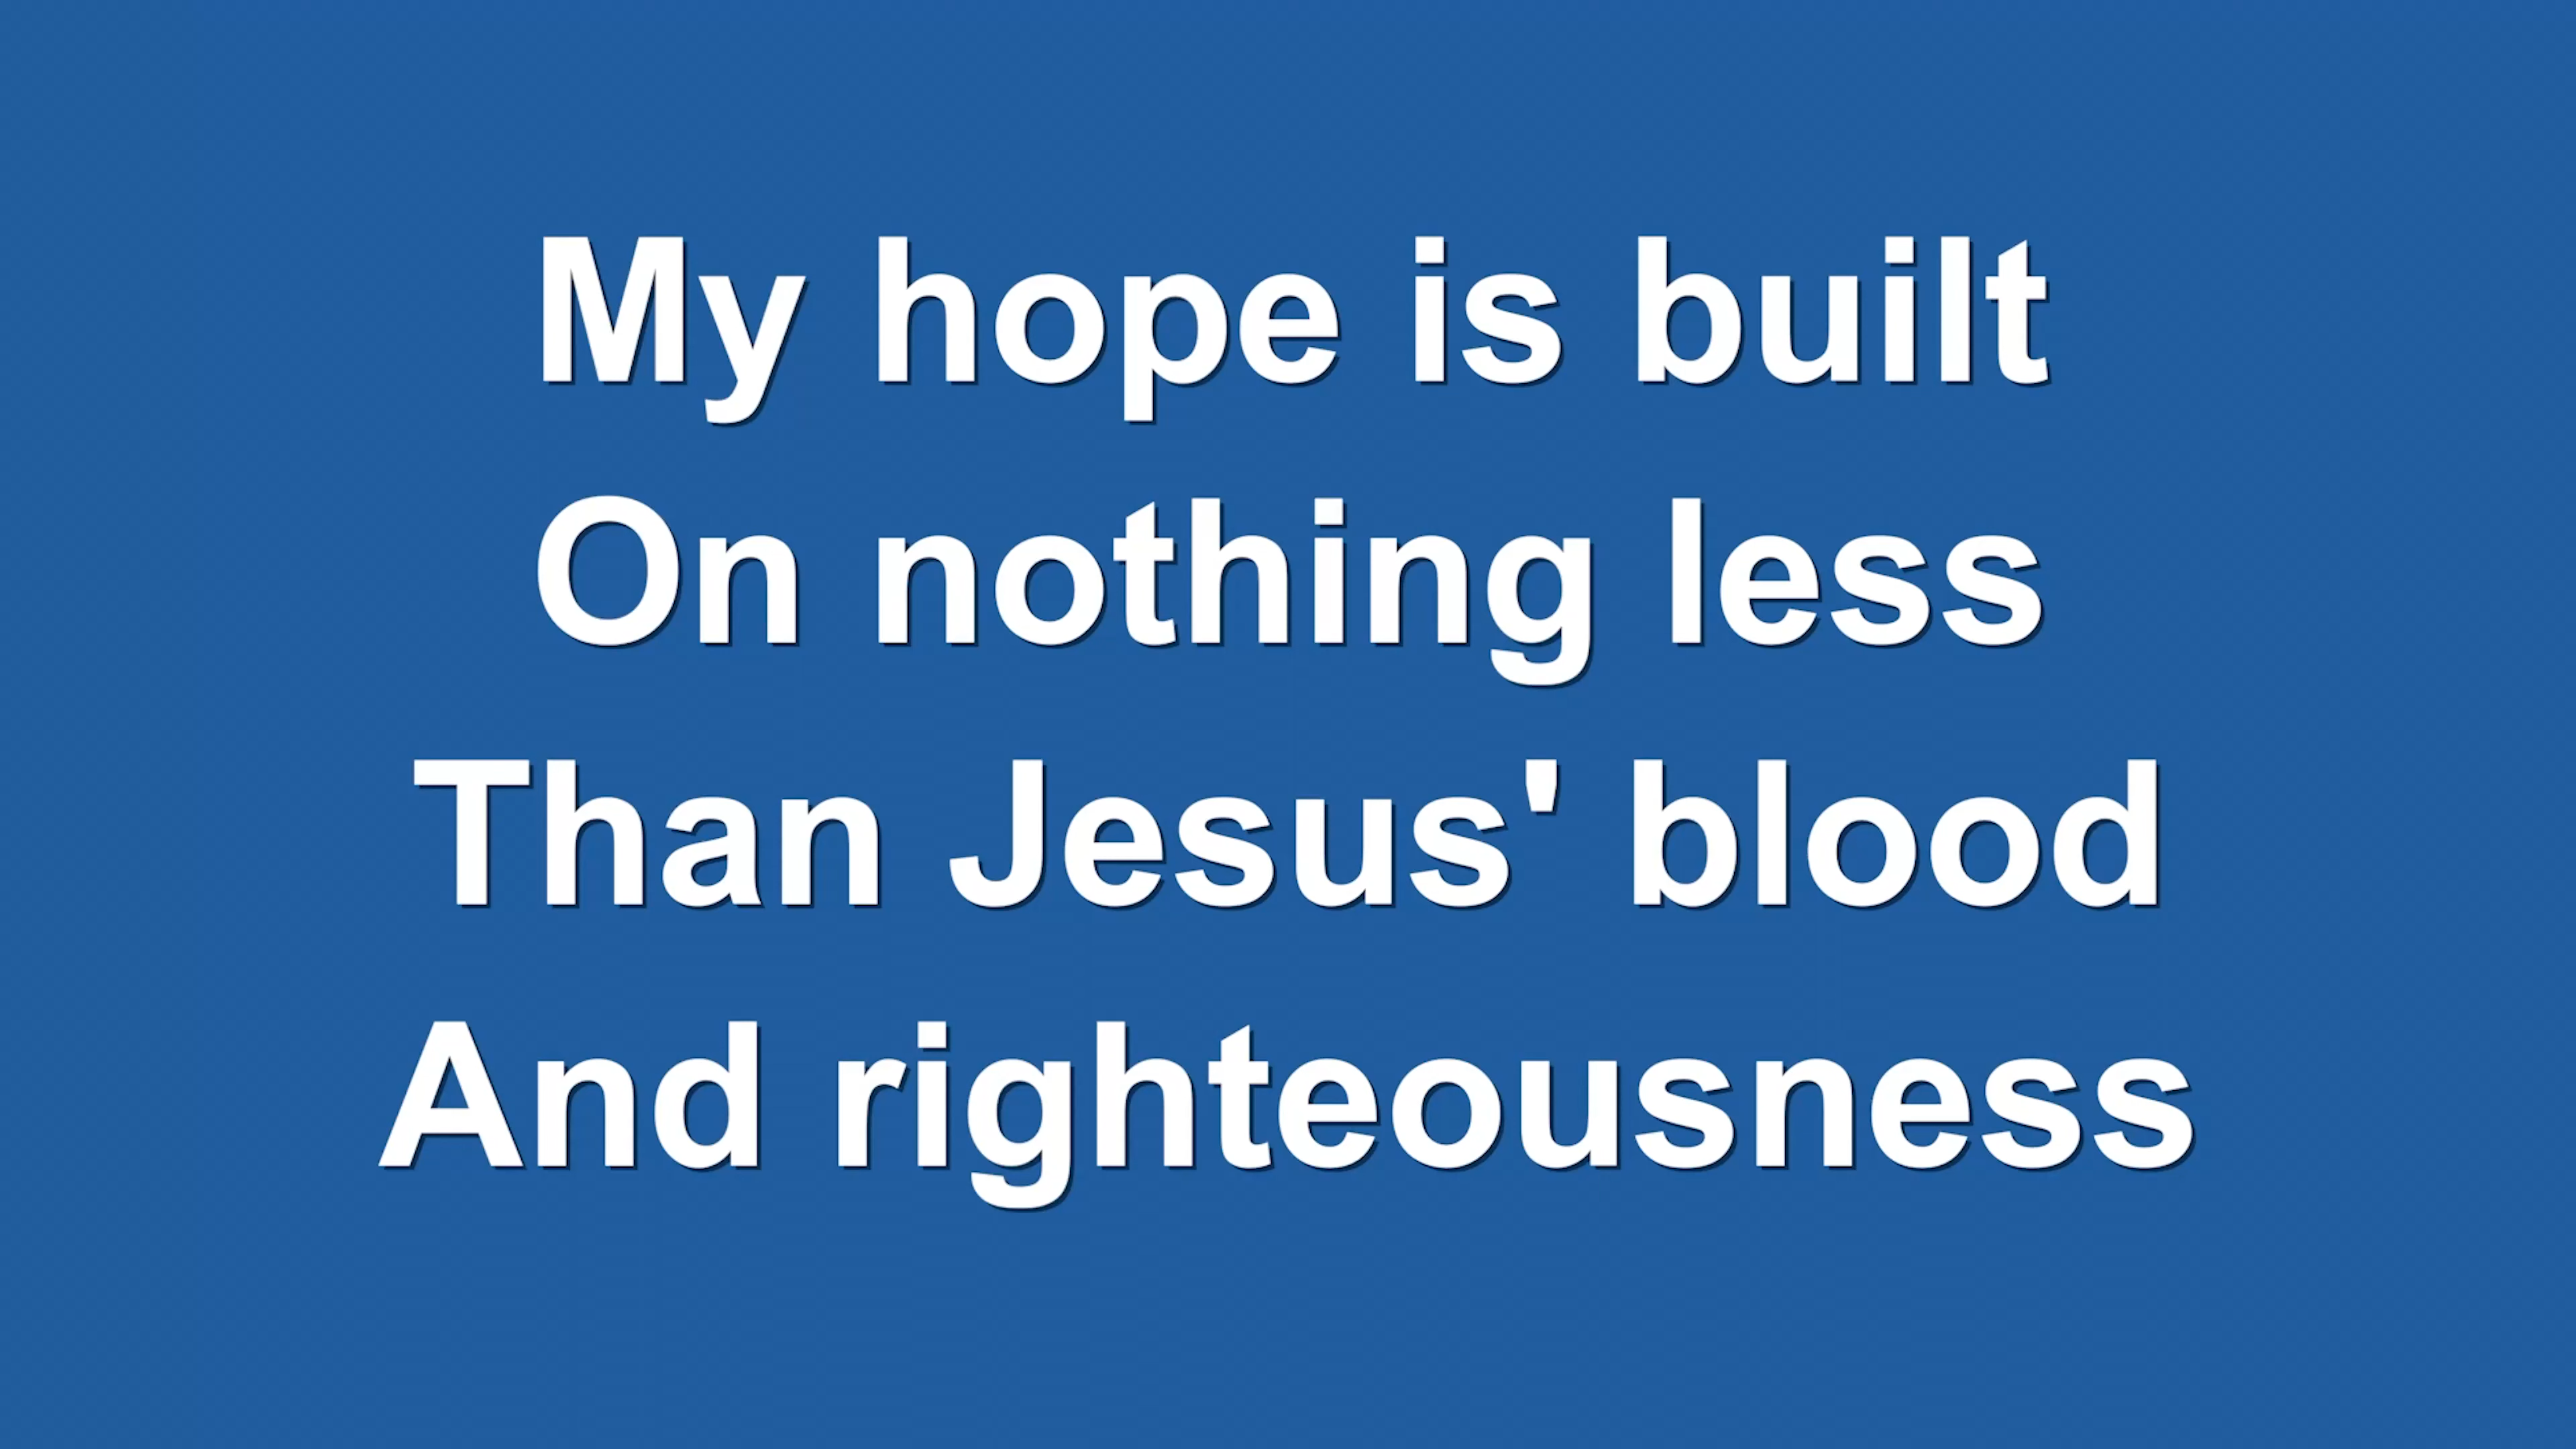 My hope is built
On nothing less
Than Jesus' blood
And righteousness